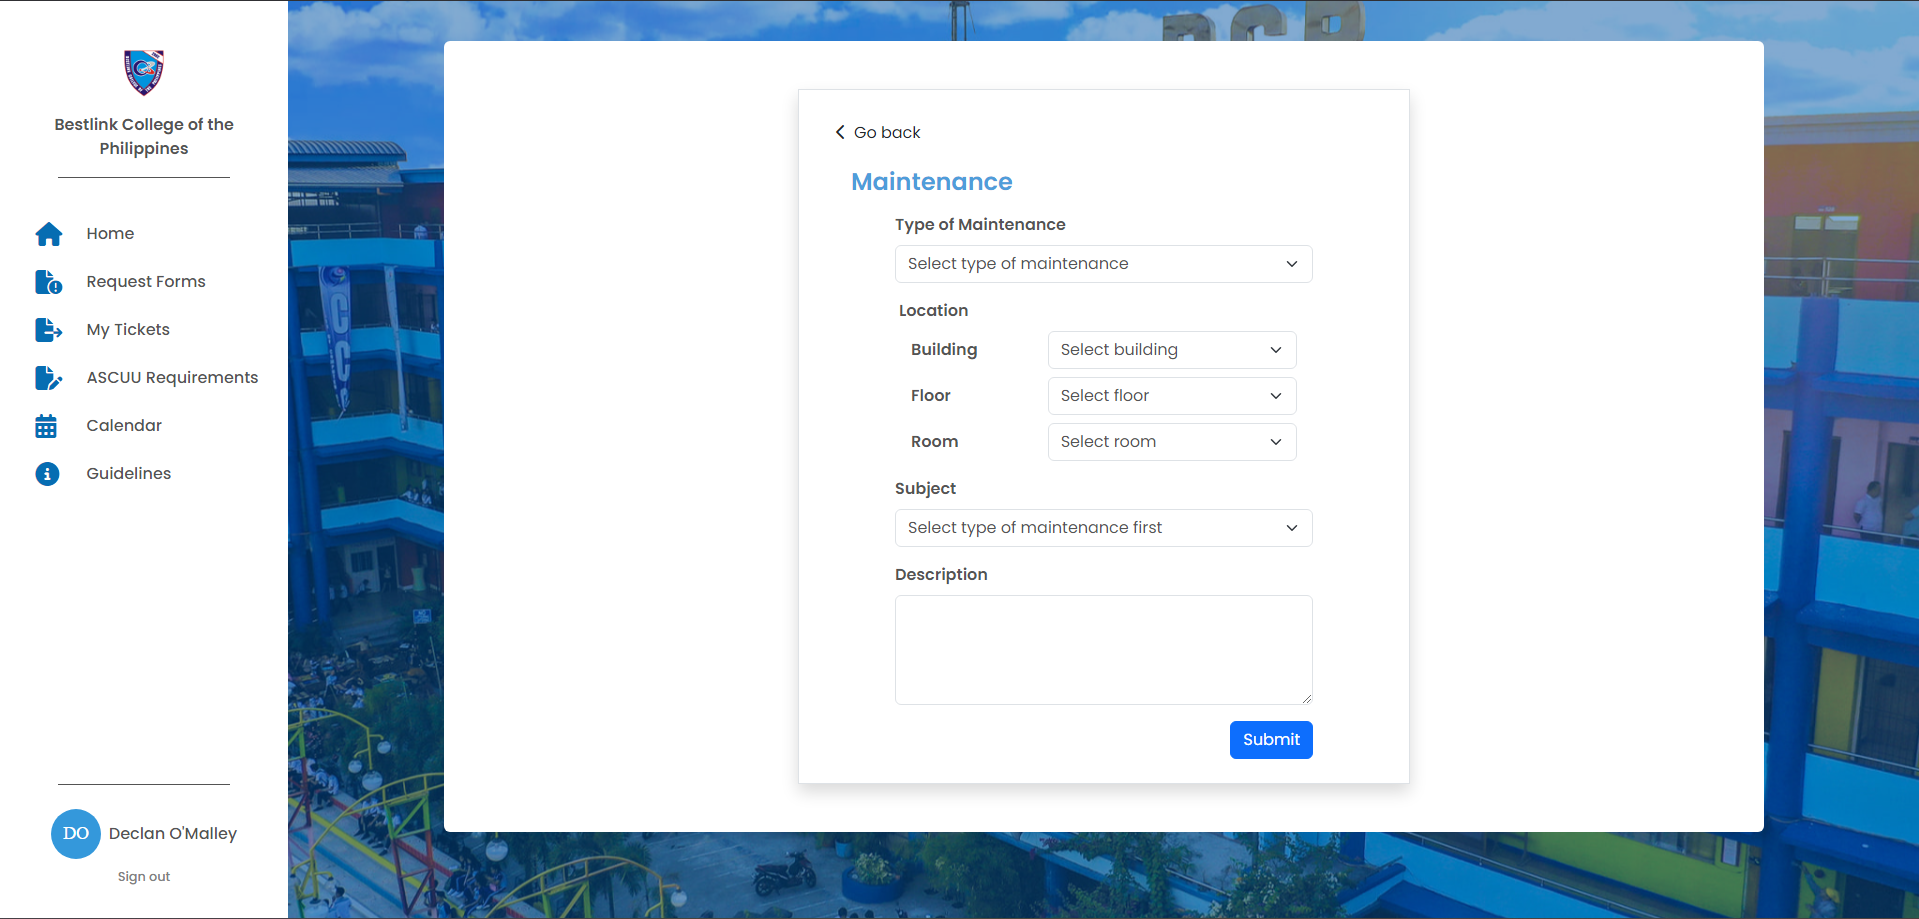 Bestlink College of the
Philippines
Home
Request Forms
My Tickets
ASCUU Requirements
Calendar
Guidelines
DO
Declan O'Malley
Sign out
BCP
Go back
Maintenance
Type of Maintenance
Select type of maintenance
Location
Building
Select building
Floor
Select floor
Room
Select room
Subject
Select type of maintenance first
Description
Submit